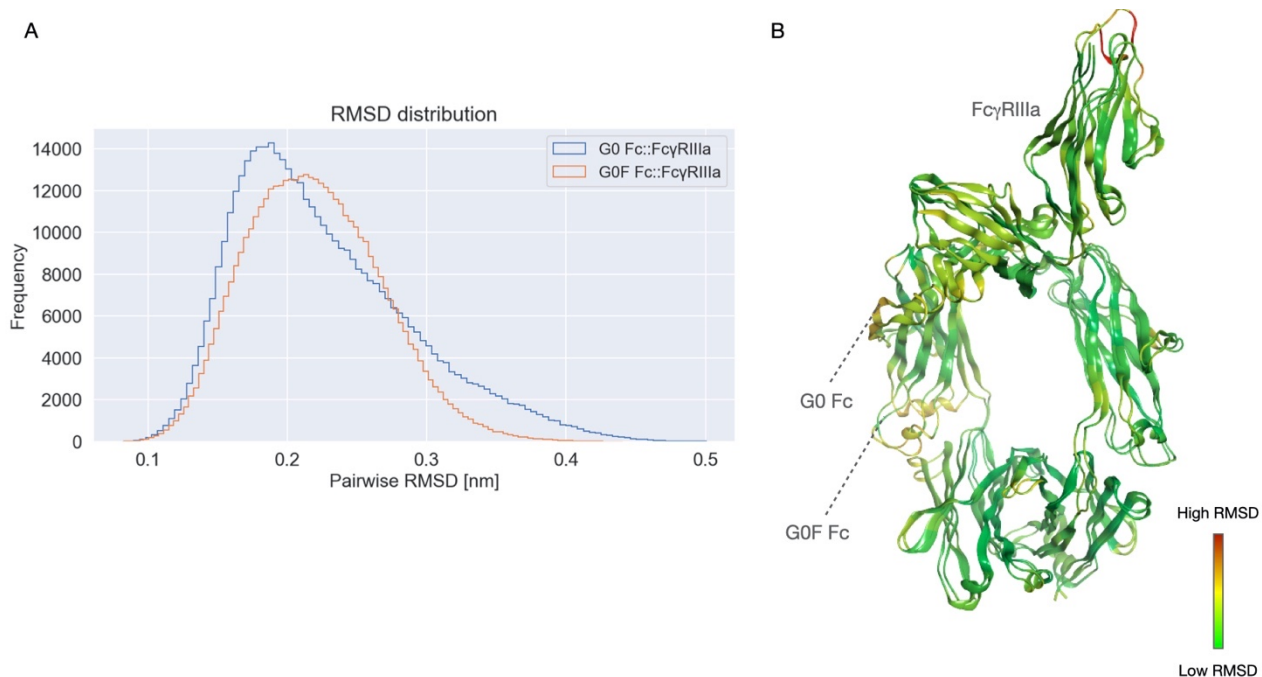 A
B
RMSD distribution
G0 Fc::FcγRIIIa
G0F Fc::FcγRIIIa
Frequency
14000
12000
10000
8000
6000
4000
2000
0
0.1 0.2 0.3 0.4 0.5
Pairwise RMSD [nm]
FcγRIIIa
G0 Fc
G0F Fc
High RMSD
Low RMSD